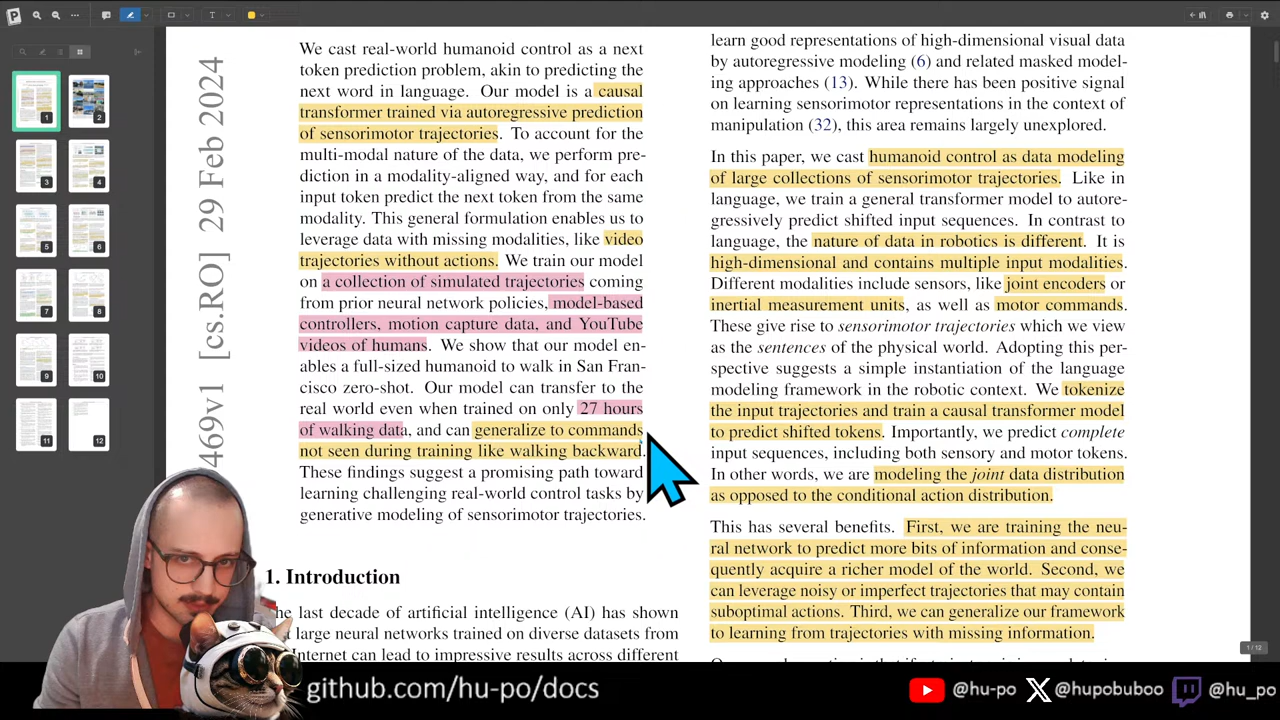 We cast real-world humanoid control as a next
token prediction problem, akin to predicting the
next word in language. Our model is a causal
transformer trained via autoregressive prediction
of sensorimotor trajectories. To account for the
multi-modal nature of the data, we perform pre-
diction in a modality-aligned way, and for each
input token predict the next token from the same
modality. This general formulation enables us to
leverage data with missing modalities, like video
trajectories without actions. We train our model
on a collection of simulated trajectories coming
from prior neural network policies, model-based
controllers, motion capture data, and YouTube
videos of humans. We show that our model en-
ables a full-sized humanoid to walk in San Fran-
cisco zero-shot. Our model can transfer to the
real world even when trained on only 27 hours
of walking data, and can generalize to commands
not seen during training like walking backward.
These findings suggest a promising path toward
learning challenging real-world control tasks by
generative modeling of sensorimotor trajectories.
1. Introduction
The last decade of artificial intelligence (AI) has shown
large neural networks trained on diverse datasets from
Internet can lead to impressive results across different
learn good representations of high-dimensional visual data
by autoregressive modeling (6) and related masked model-
ing approaches (13). While there has been positive signal
on learning sensorimotor representations in the context of
manipulation (32), this area remains largely unexplored.
In this paper, we cast humanoid control as data modeling
of large collections of sensorimotor trajectories. Like in
language, we train a general transformer model to autore-
gressively predict shifted input sequences. In contrast to
language, the nature of data in robotics is different. It is
high-dimensional and contains multiple input modalities.
Different modalities include sensors, like joint encoders or
inertial measurement units, as well as motor commands.
These give rise to sensorimotor trajectories which we view
as the sentences of the physical world. Adopting this per-
spective suggests a simple instantiation of the language
modeling framework in the robotic context. We tokenize
the input trajectories and train a causal transformer model
to predict shifted tokens. Importantly, we predict complete
input sequences, including both sensory and motor tokens.
In other words, we are modeling the joint data distribution
as opposed to the conditional action distribution.
This has several benefits. First, we are training the neu-
ral network to predict more bits of information and conse-
quently acquire a richer model of the world. Second, we
can leverage noisy or imperfect trajectories that may contain
suboptimal actions. Third, we can generalize our framework
to learning from trajectories with missing information.
469v1 [cs.RO] 29 Feb 2024
1
2
3
4
5
6
7
8
9
10
11
12
1 / 12
github.com/hu-po/docs
@hu-po
@hupobuboo
@hu_po